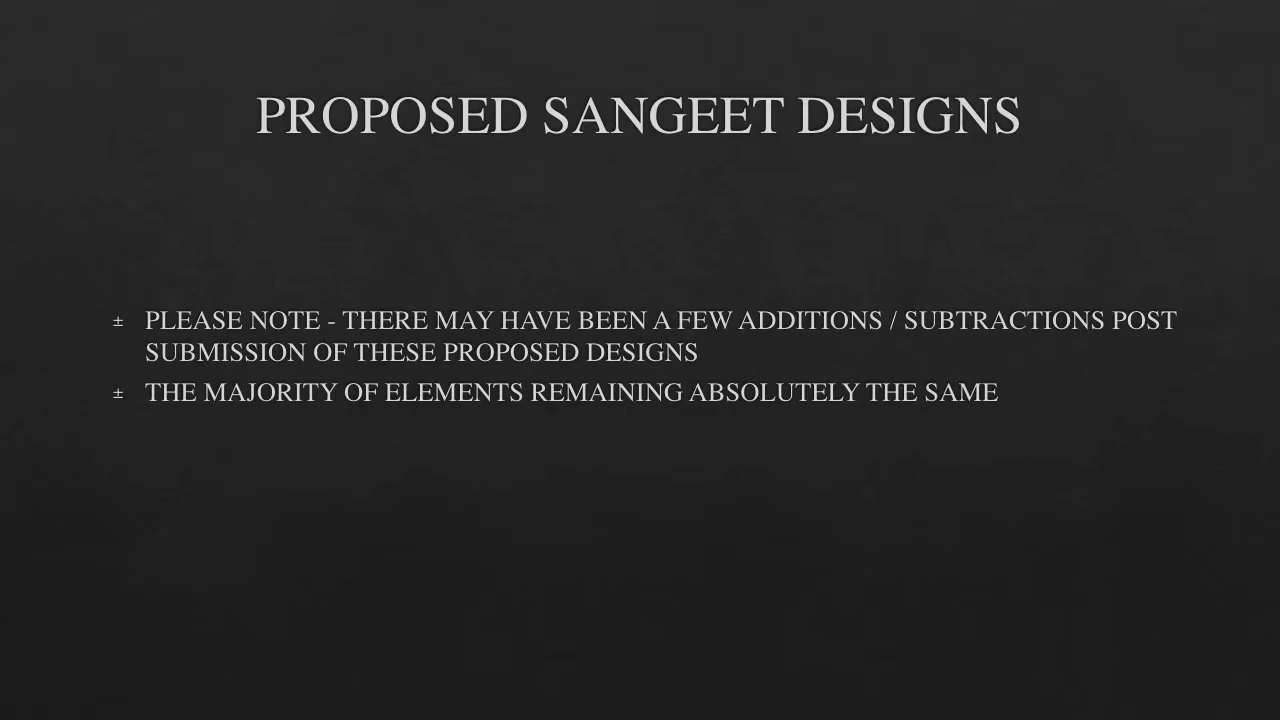 PROPOSED SANGEET DESIGNS
± PLEASE NOTE - THERE MAY HAVE BEEN A FEW ADDITIONS / SUBTRACTIONS POST
SUBMISSION OF THESE PROPOSED DESIGNS
± THE MAJORITY OF ELEMENTS REMAINING ABSOLUTELY THE SAME